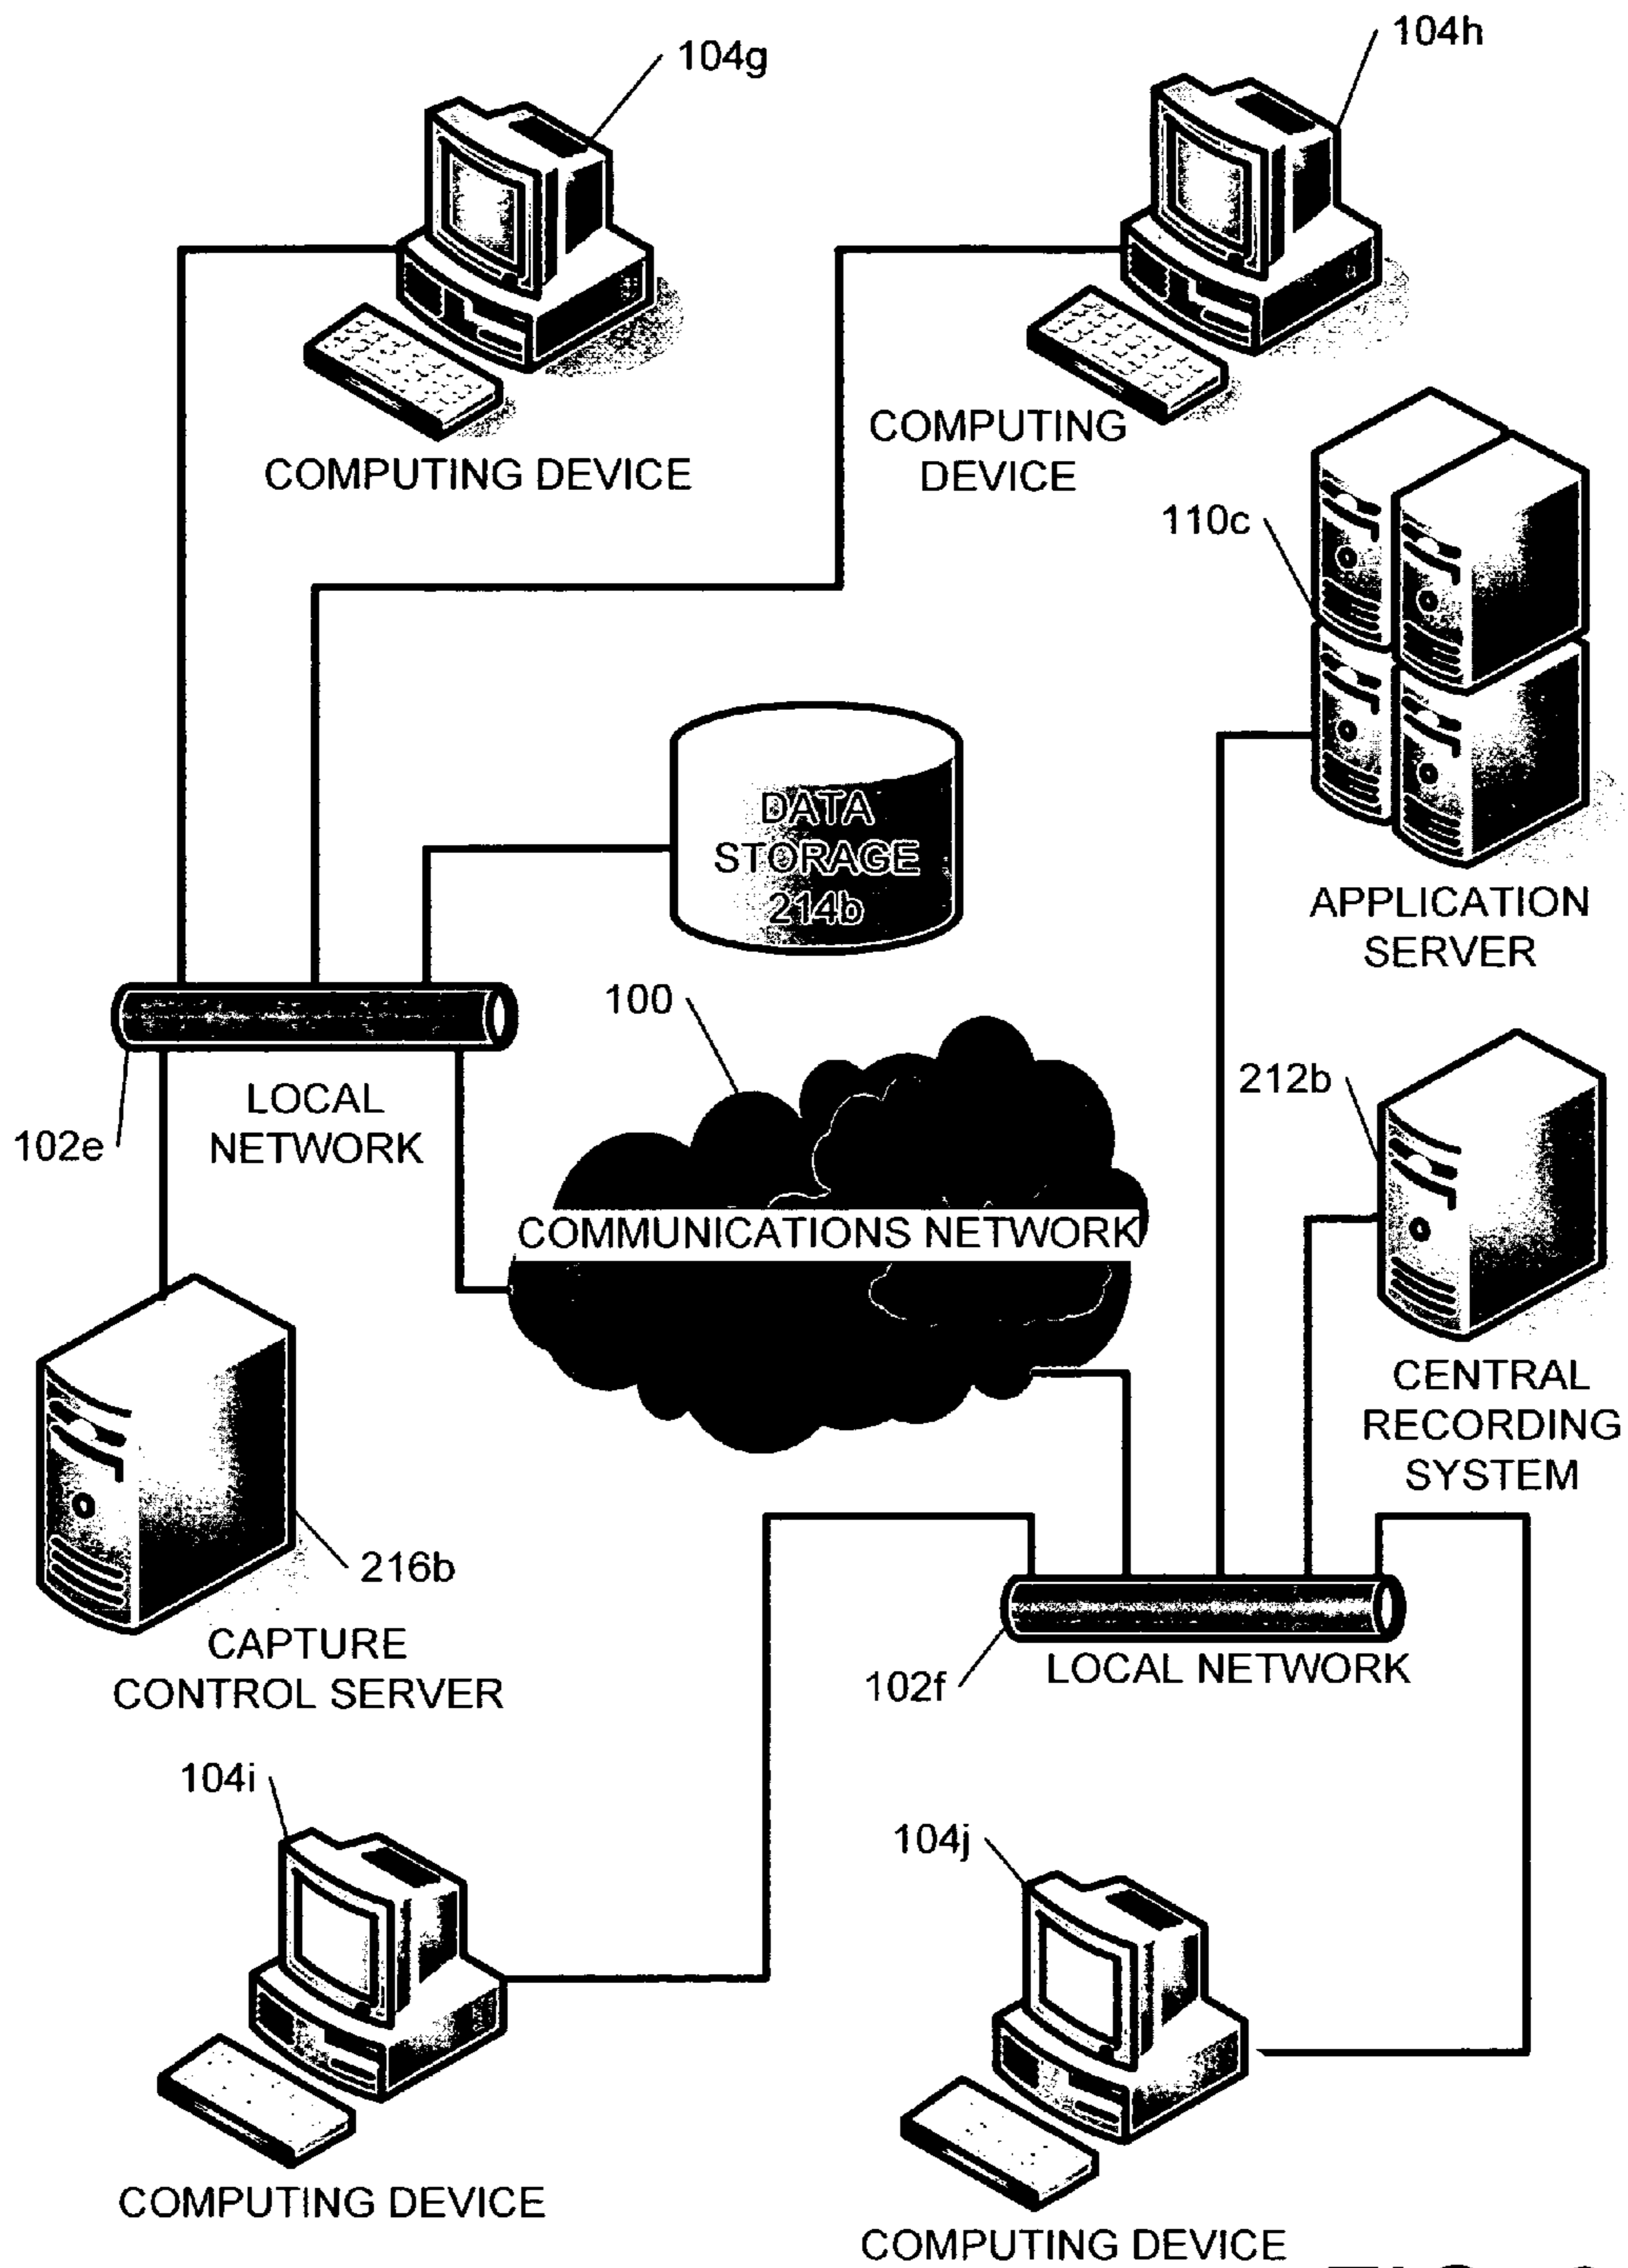 104g
104h
COMPUTING DEVICE
COMPUTING
DEVICE
110c
DATA
STORAGE
214b
APPLICATION
SERVER
100
LOCAL
NETWORK
102e
212b
COMMUNICATIONS NETWORK
CENTRAL
RECORDING
SYSTEM
216b
CAPTURE
CONTROL SERVER
102f
LOCAL NETWORK
104i
104j
COMPUTING DEVICE
COMPUTING DEVICE